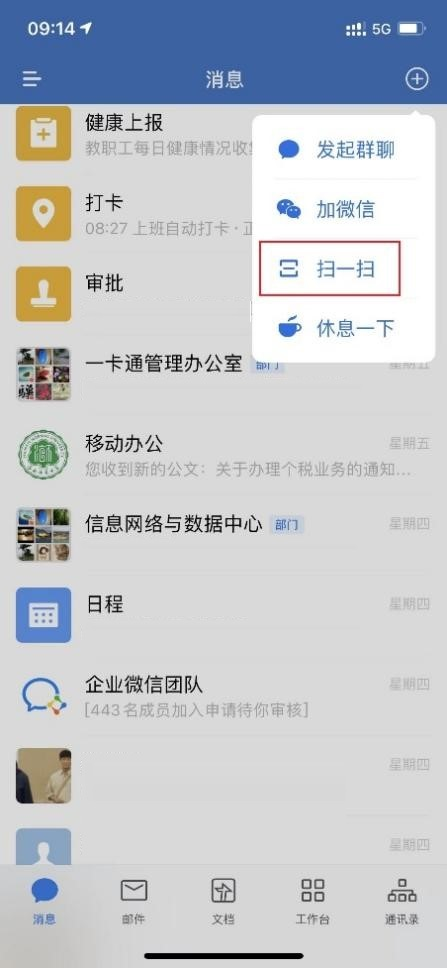 09:14
5G
消息
发起群聊
加微信
扫一扫
休息一下
健康上报
教职工每日健康情况收
打卡
08:27 上班自动打卡·正
审批
一卡通管理办公室 部门 星期五
移动办公 星期五
您收到新的公文：关于办理个税业务的通知...
信息网络与数据中心 部门 星期四
日程 星期四
企业微信团队 星期四
[443名成员加入申请待你审核]
星期四
星期四
消息 邮件 文档 工作台 通讯录